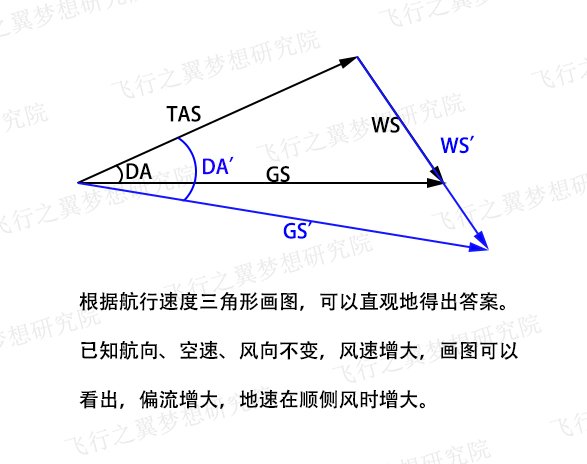 TAS
WS
WS′
DA
DA′
GS
GS′
根据航行速度三角形画图，可以直观地得出答案。
已知航向、空速、风向不变，风速增大，画图可以
看出，偏流增大，地速在顺侧风时增大。
飞行之翼梦想研究院